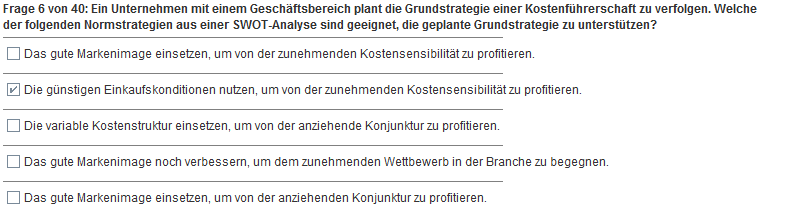 Frage 6 von 40: Ein Unternehmen mit einem Geschäftsbereich plant die Grundstrategie einer Kostenführerschaft zu verfolgen. Welche
der folgenden Normstrategien aus einer SWOT-Analyse sind geeignet, die geplante Grundstrategie zu unterstützen?
Das gute Markenimage einsetzen, um von der zunehmenden Kostensensibilität zu profitieren.
Die günstigen Einkaufskonditionen nutzen, um von der zunehmenden Kostensensibilität zu profitieren.
Die variable Kostenstruktur einsetzen, um von der anziehende Konjunktur zu profitieren.
Das gute Markenimage noch verbessern, um dem zunehmenden Wettbewerb in der Branche zu begegnen.
Das gute Markenimage einsetzen, um von der anziehenden Konjunktur zu profitieren.